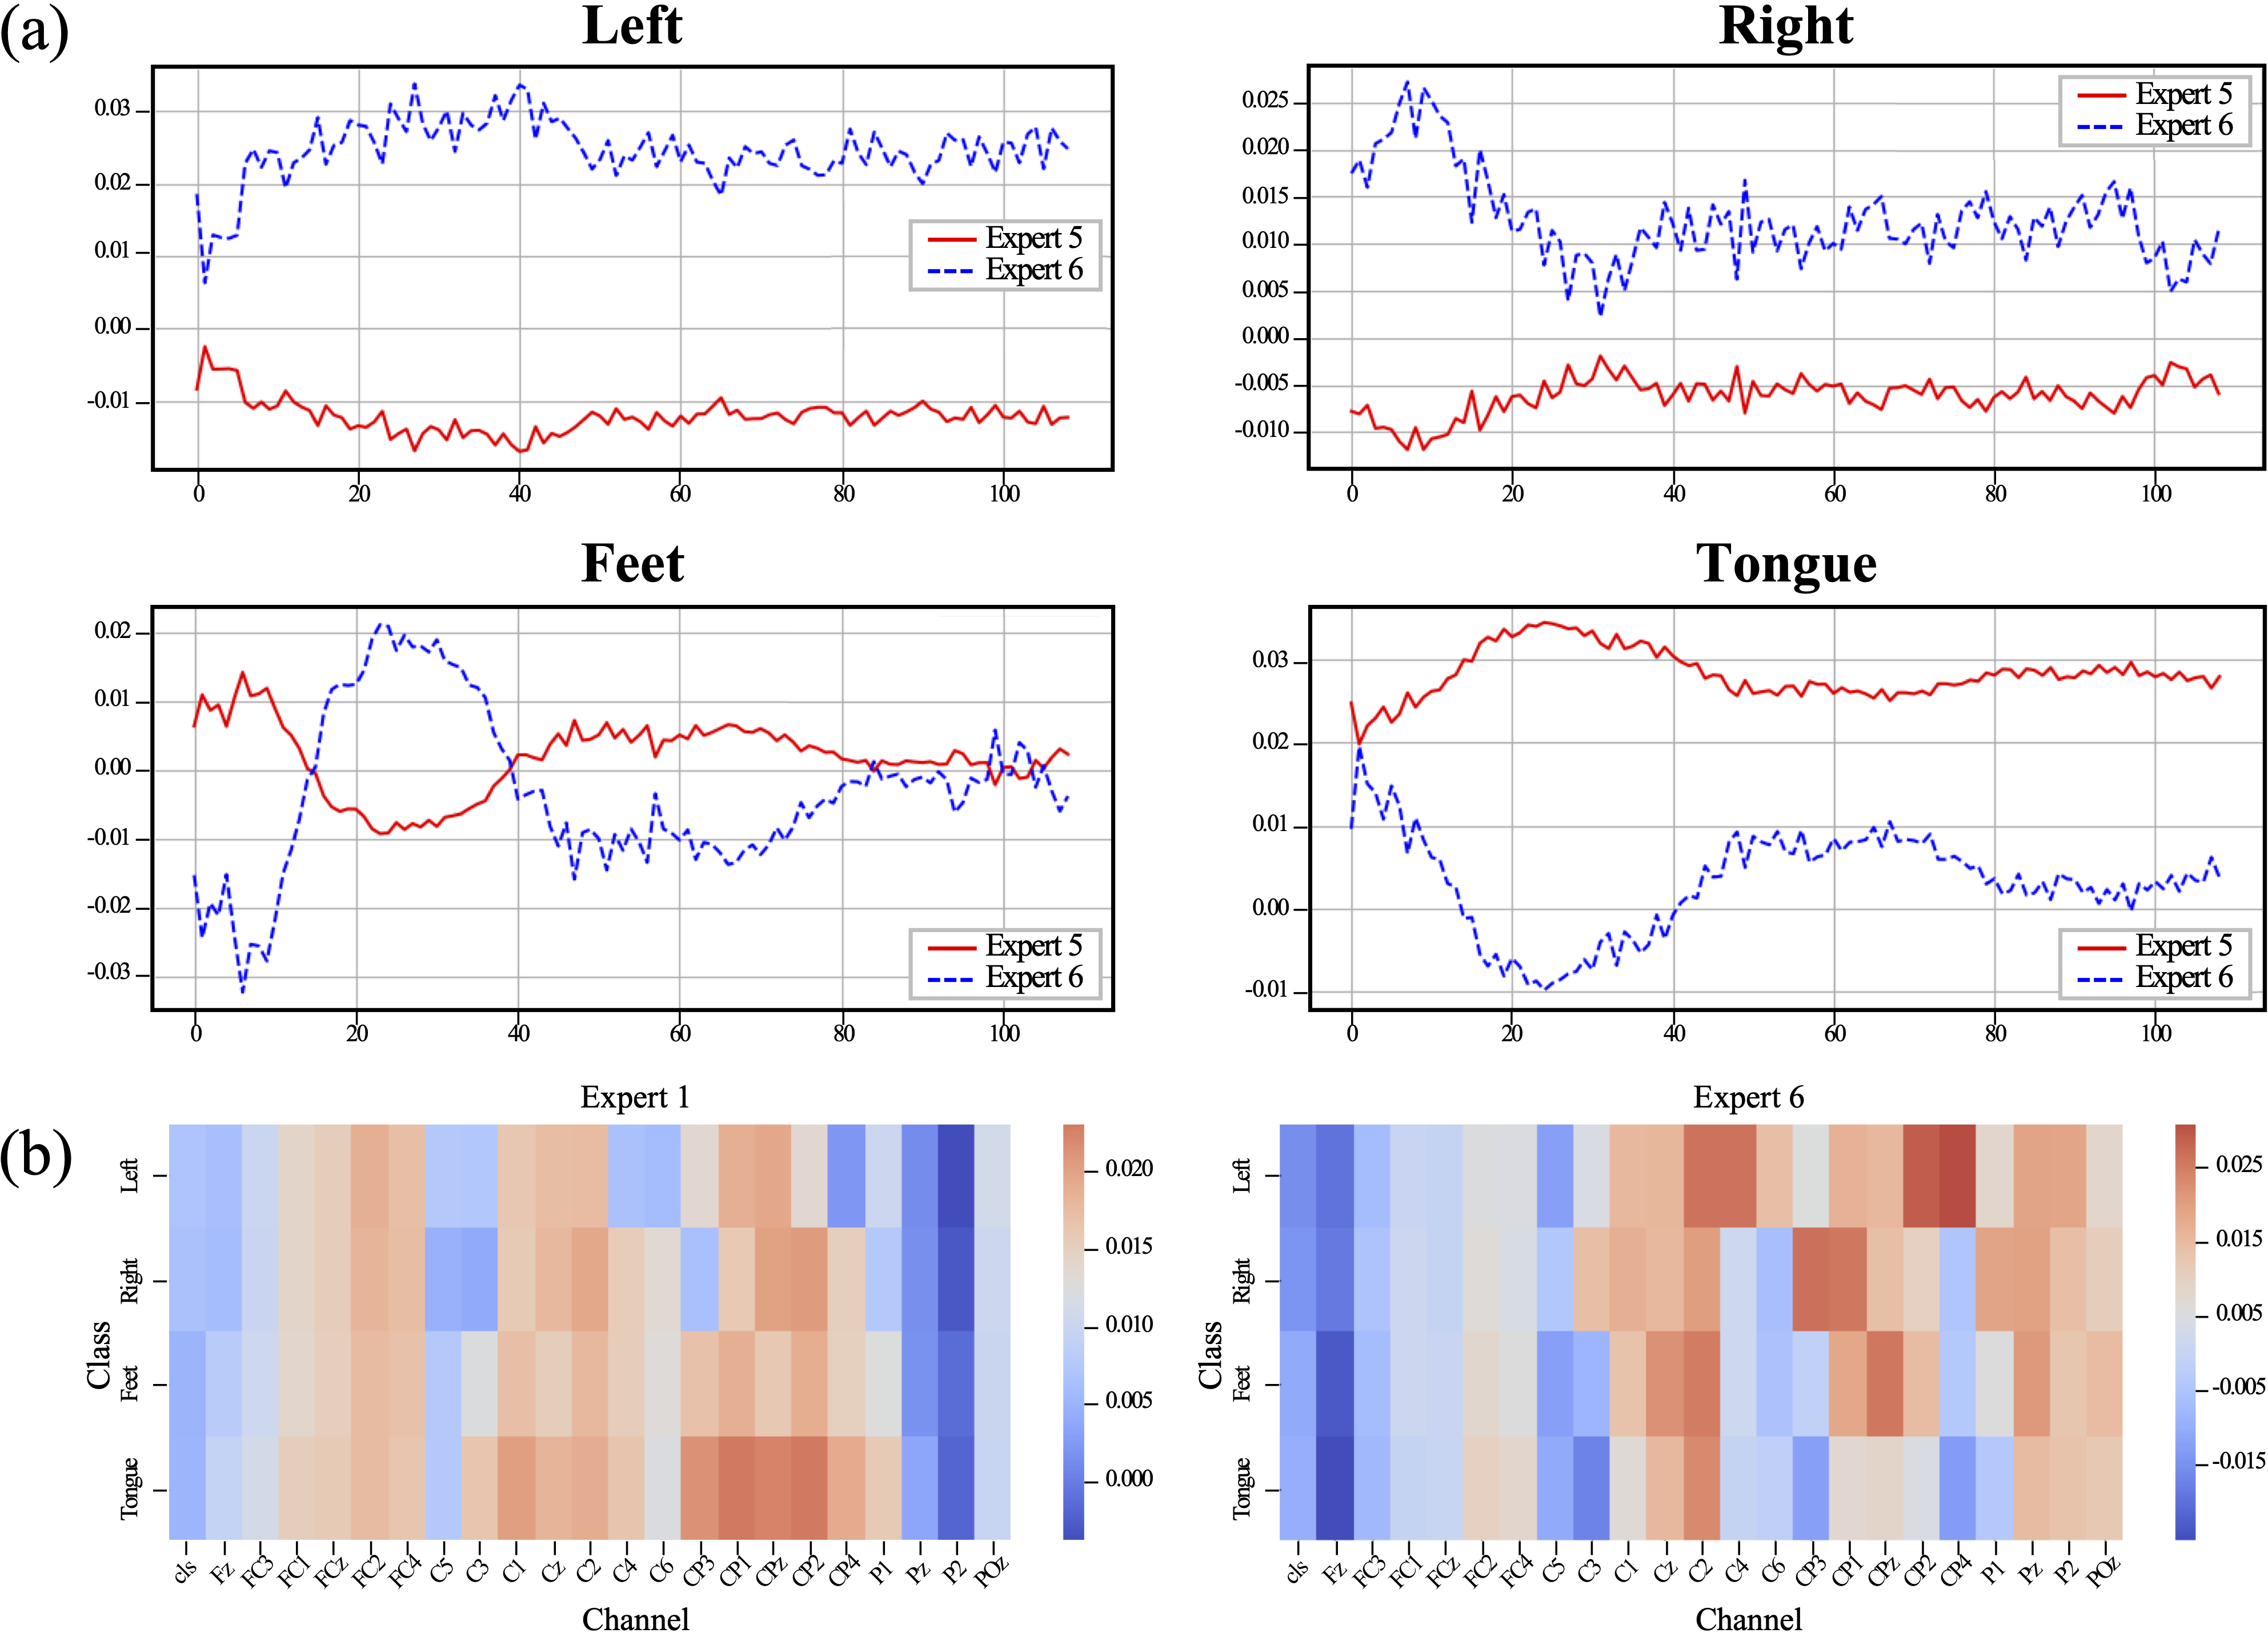 (a)
Left
0.03
0.02
0.01
0.00
-0.01
Expert 5
Expert 6
0 20 40 60 80 100
Right
0.025
0.020
0.015
0.010
0.005
0.000
-0.005
-0.010
Expert 5
Expert 6
0 20 40 60 80 100
Feet
0.02
0.01
0.00
-0.01
-0.02
-0.03
Expert 5
Expert 6
0 20 40 60 80 100
Tongue
0.03
0.02
0.01
0.00
-0.01
Expert 5
Expert 6
0 20 40 60 80 100
(b)
Expert 1
Class
Left
Right
Feet
Tongue
cls Fz FC3 FC1 FCz FC2 FC4 C5 C3 C1 Cz C2 C4 C6 CP3 CP1 CPz CP2 CP4 P1 Pz P2 POz
Channel
0.020
0.015
0.010
0.005
0.000
Expert 6
Class
Left
Right
Feet
Tongue
cls Fz FC3 FC1 FCz FC2 FC4 C5 C3 C1 Cz C2 C4 C6 CP3 CP1 CPz CP2 CP4 P1 Pz P2 POz
Channel
0.025
0.015
0.005
-0.005
-0.015